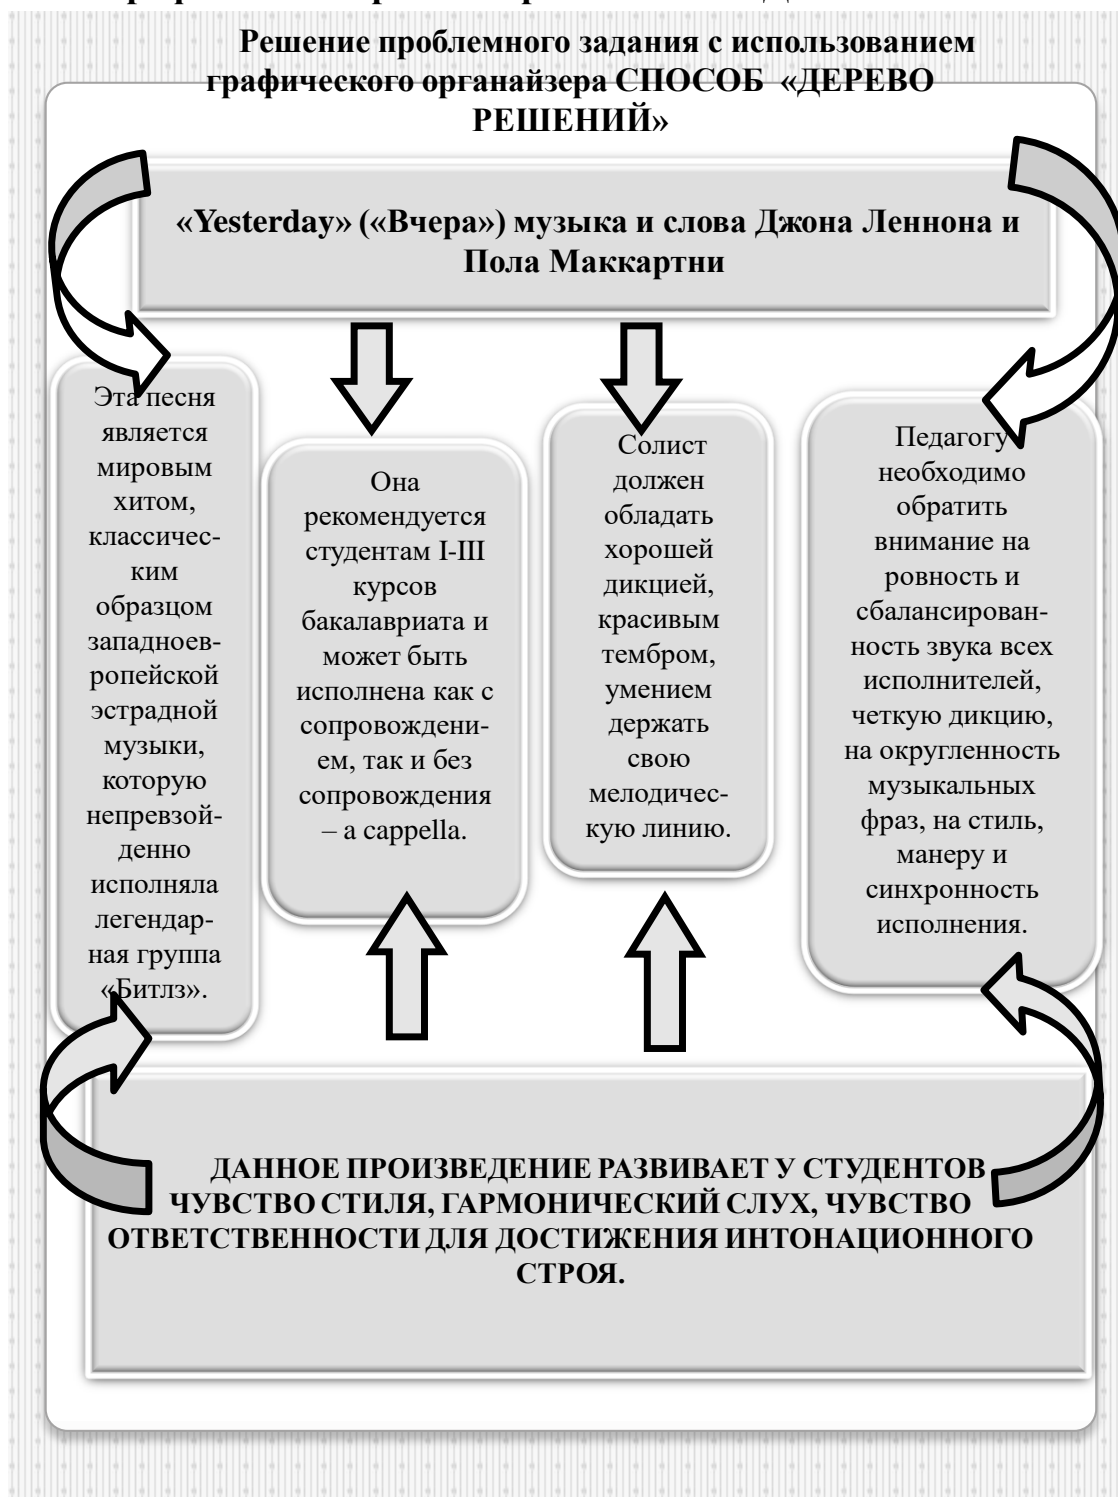 Решение проблемного задания с использованием
графического органайзера СПОСОБ «ДЕРЕВО
РЕШЕНИЙ»
«Yesterday» («Вчера») музыка и слова Джона Леннона и
Пола Маккартни
Эта песня
является
мировым
хитом,
классичес-
ким
образцом
западноев-
ропейской
эстрадной
музыки,
которую
непревзой-
денно
исполняла
легендар-
ная группа
«Битлз».
Она
рекомендуется
студентам I-III
курсов
бакалавриата и
может быть
исполнена как с
сопровождени-
ем, так и без
сопровождения
– a cappella.
Солист
должен
обладать
хорошей
дикцией,
красивым
тембром,
умением
держать
свою
мелодичес-
кую линию.
Педагогу
необходимо
обратить
внимание на
ровность и
сбалансирован-
ность звука всех
исполнителей,
четкую дикцию,
на округленность
музыкальных
фраз, на стиль,
манеру и
синхронность
исполнения.
ДАННОЕ ПРОИЗВЕДЕНИЕ РАЗВИВАЕТ У СТУДЕНТОВ
ЧУВСТВО СТИЛЯ, ГАРМОНИЧЕСКИЙ СЛУХ, ЧУВСТВО
ОТВЕТСТВЕННОСТИ ДЛЯ ДОСТИЖЕНИЯ ИНТОНАЦИОННОГО
СТРОЯ.